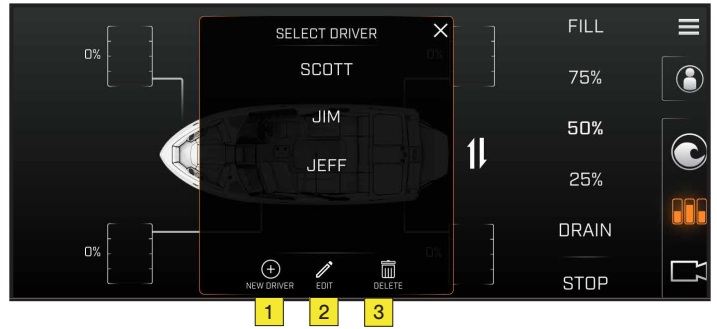 SELECT DRIVER
SCOTT
JIM
JEFF
NEW DRIVER
EDIT
DELETE
0%
0%
0%
0%
FILL
75%
50%
25%
DRAIN
STOP
1
2
3